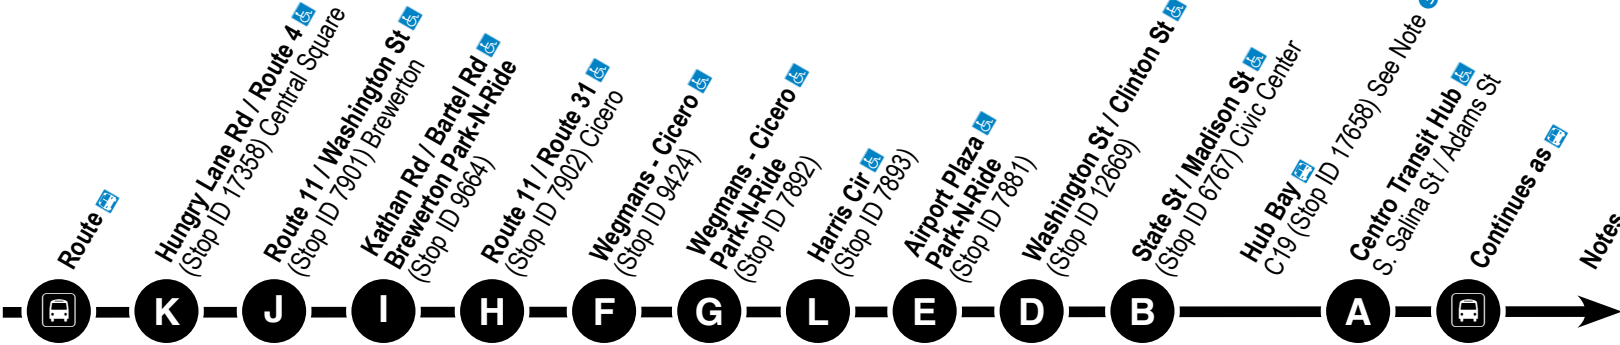 Route
Hungry Lane Rd / Route 4
(Stop ID 17358) Central Square
Route 11 / Washington St
(Stop ID 7901) Brewerton
Kathan Rd / Bartel Rd
Brewerton Park-N-Ride
(Stop ID 9664)
Route 11 / Route 31
(Stop ID 7902) Cicero
Wegmans - Cicero
(Stop ID 9424)
Wegmans - Cicero
Park-N-Ride
(Stop ID 7892)
Harris Cir
(Stop ID 7893)
Airport Plaza
Park-N-Ride
(Stop ID 7881)
Washington St / Clinton St
(Stop ID 12669)
State St / Madison St
(Stop ID 6767) Civic Center
Hub Bay
C19 (Stop ID 17658) See Note
Centro Transit Hub
S. Salina St / Adams St
Continues as
Notes
K
J
I
H
F
G
L
E
D
B
A